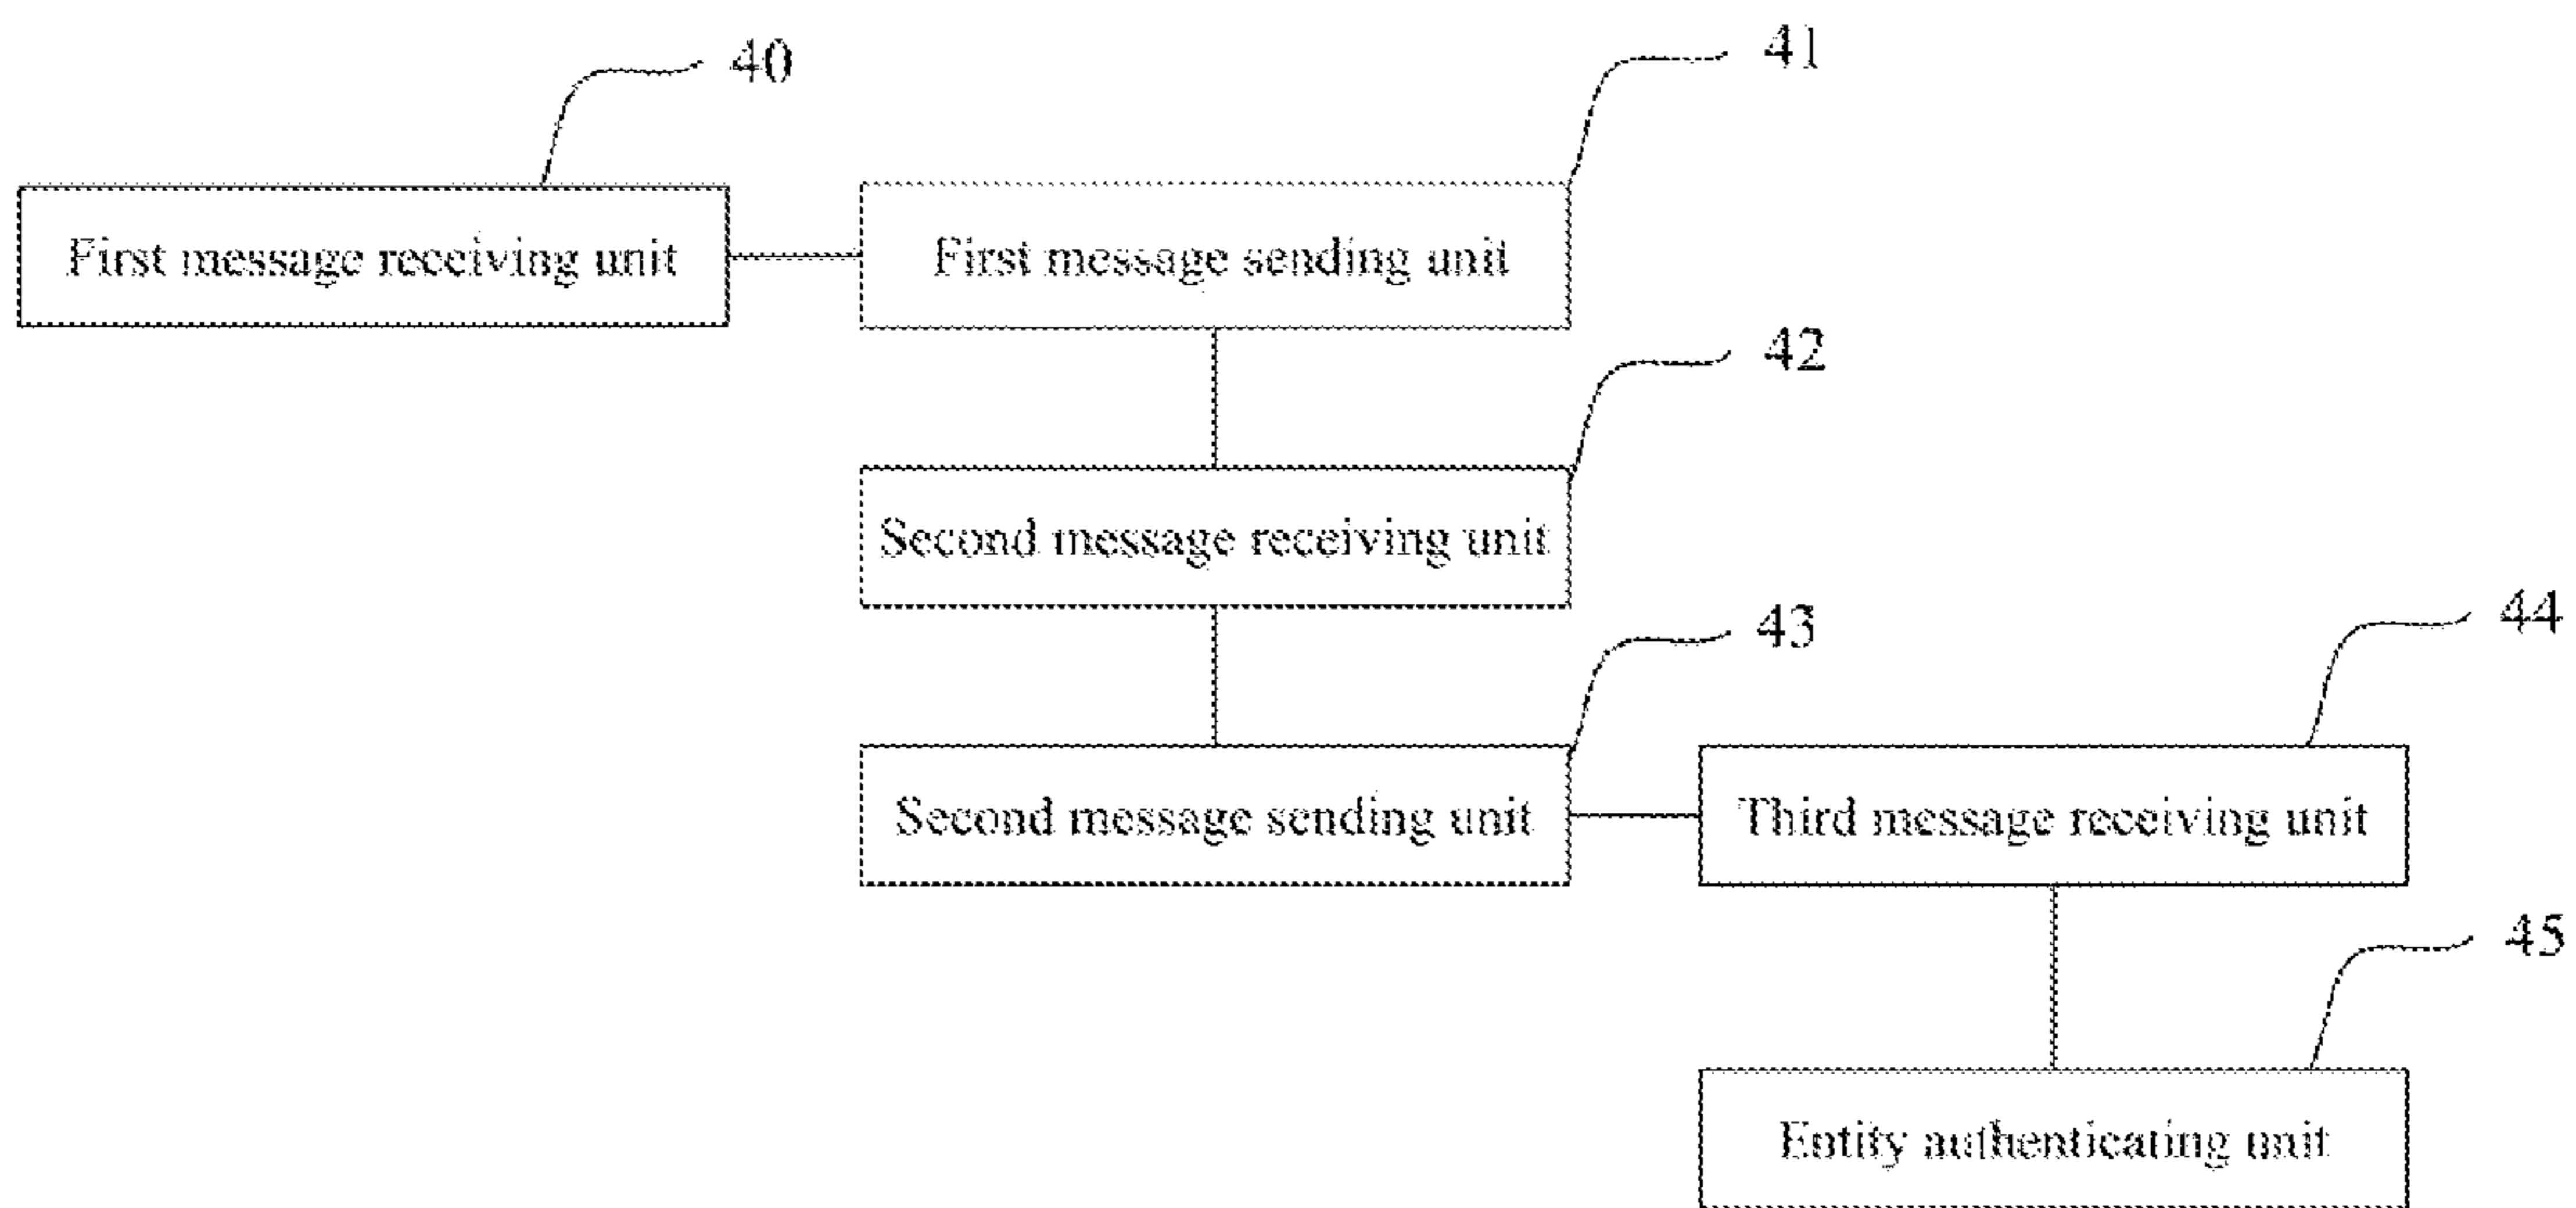 40
41
First message receiving unit
First message sending unit
42
Second message receiving unit
43
44
Second message sending unit
Third message receiving unit
45
Entity authenticating unit